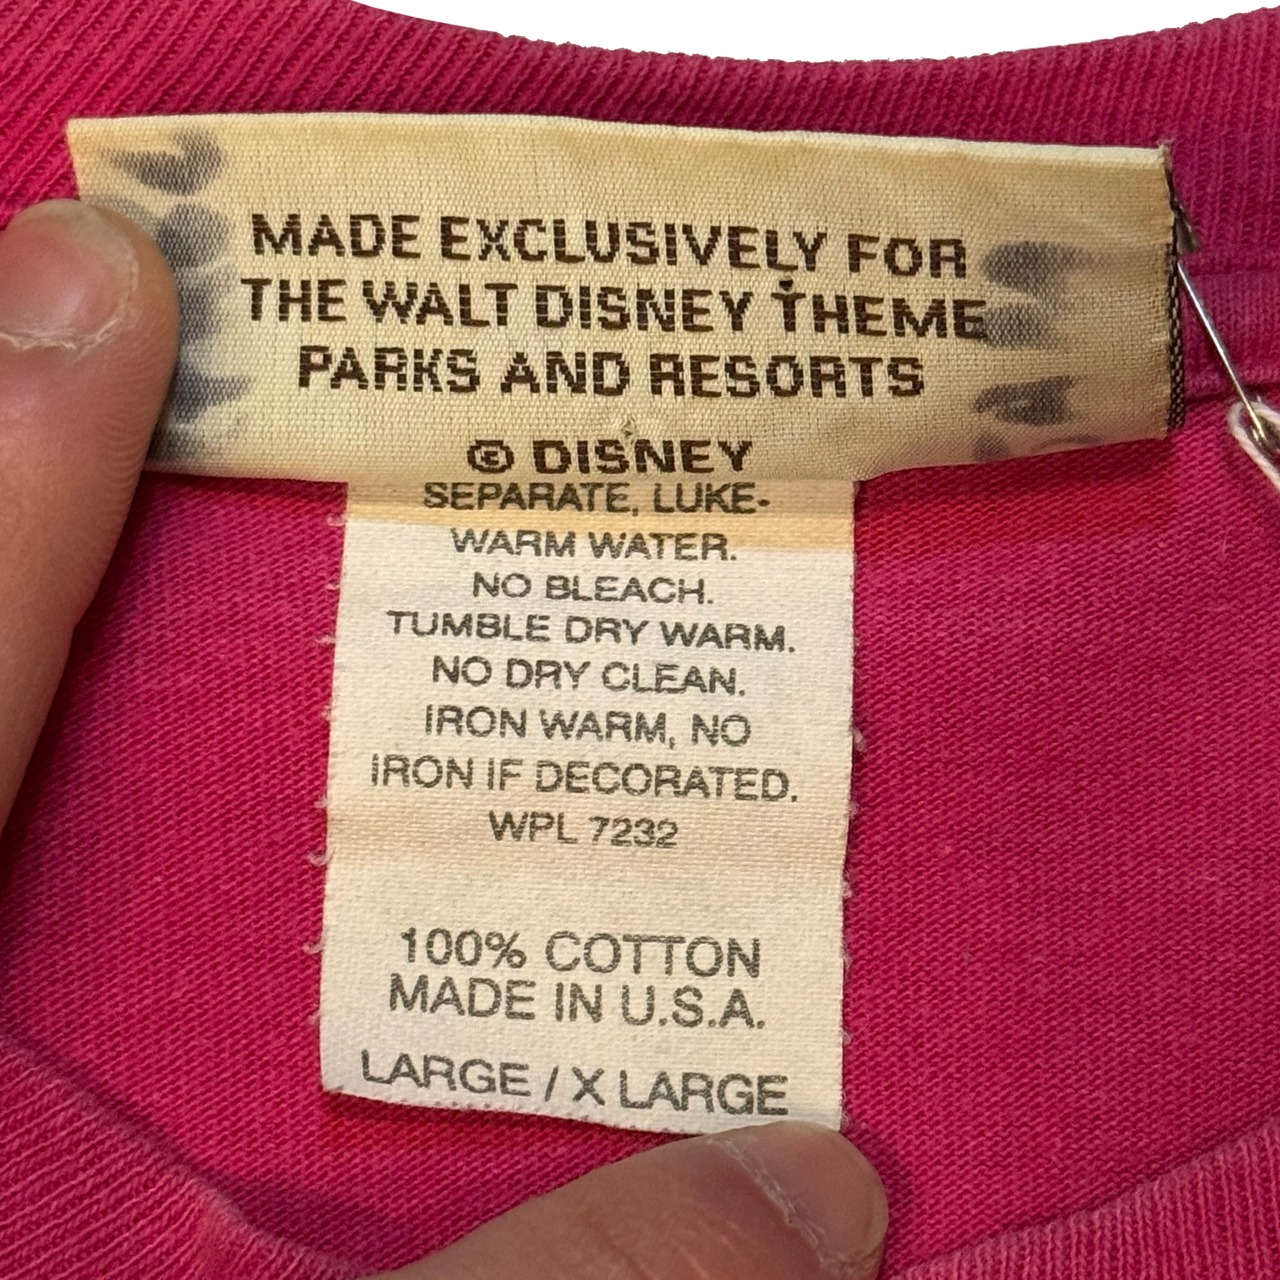 MADE EXCLUSIVELY FOR
THE WALT DISNEY THEME
PARKS AND RESORTS
© DISNEY
SEPARATE, LUKE-
WARM WATER.
NO BLEACH.
TUMBLE DRY WARM.
NO DRY CLEAN.
IRON WARM, NO
IRON IF DECORATED.
WPL 7232
100% COTTON
MADE IN U.S.A.
LARGE / X LARGE